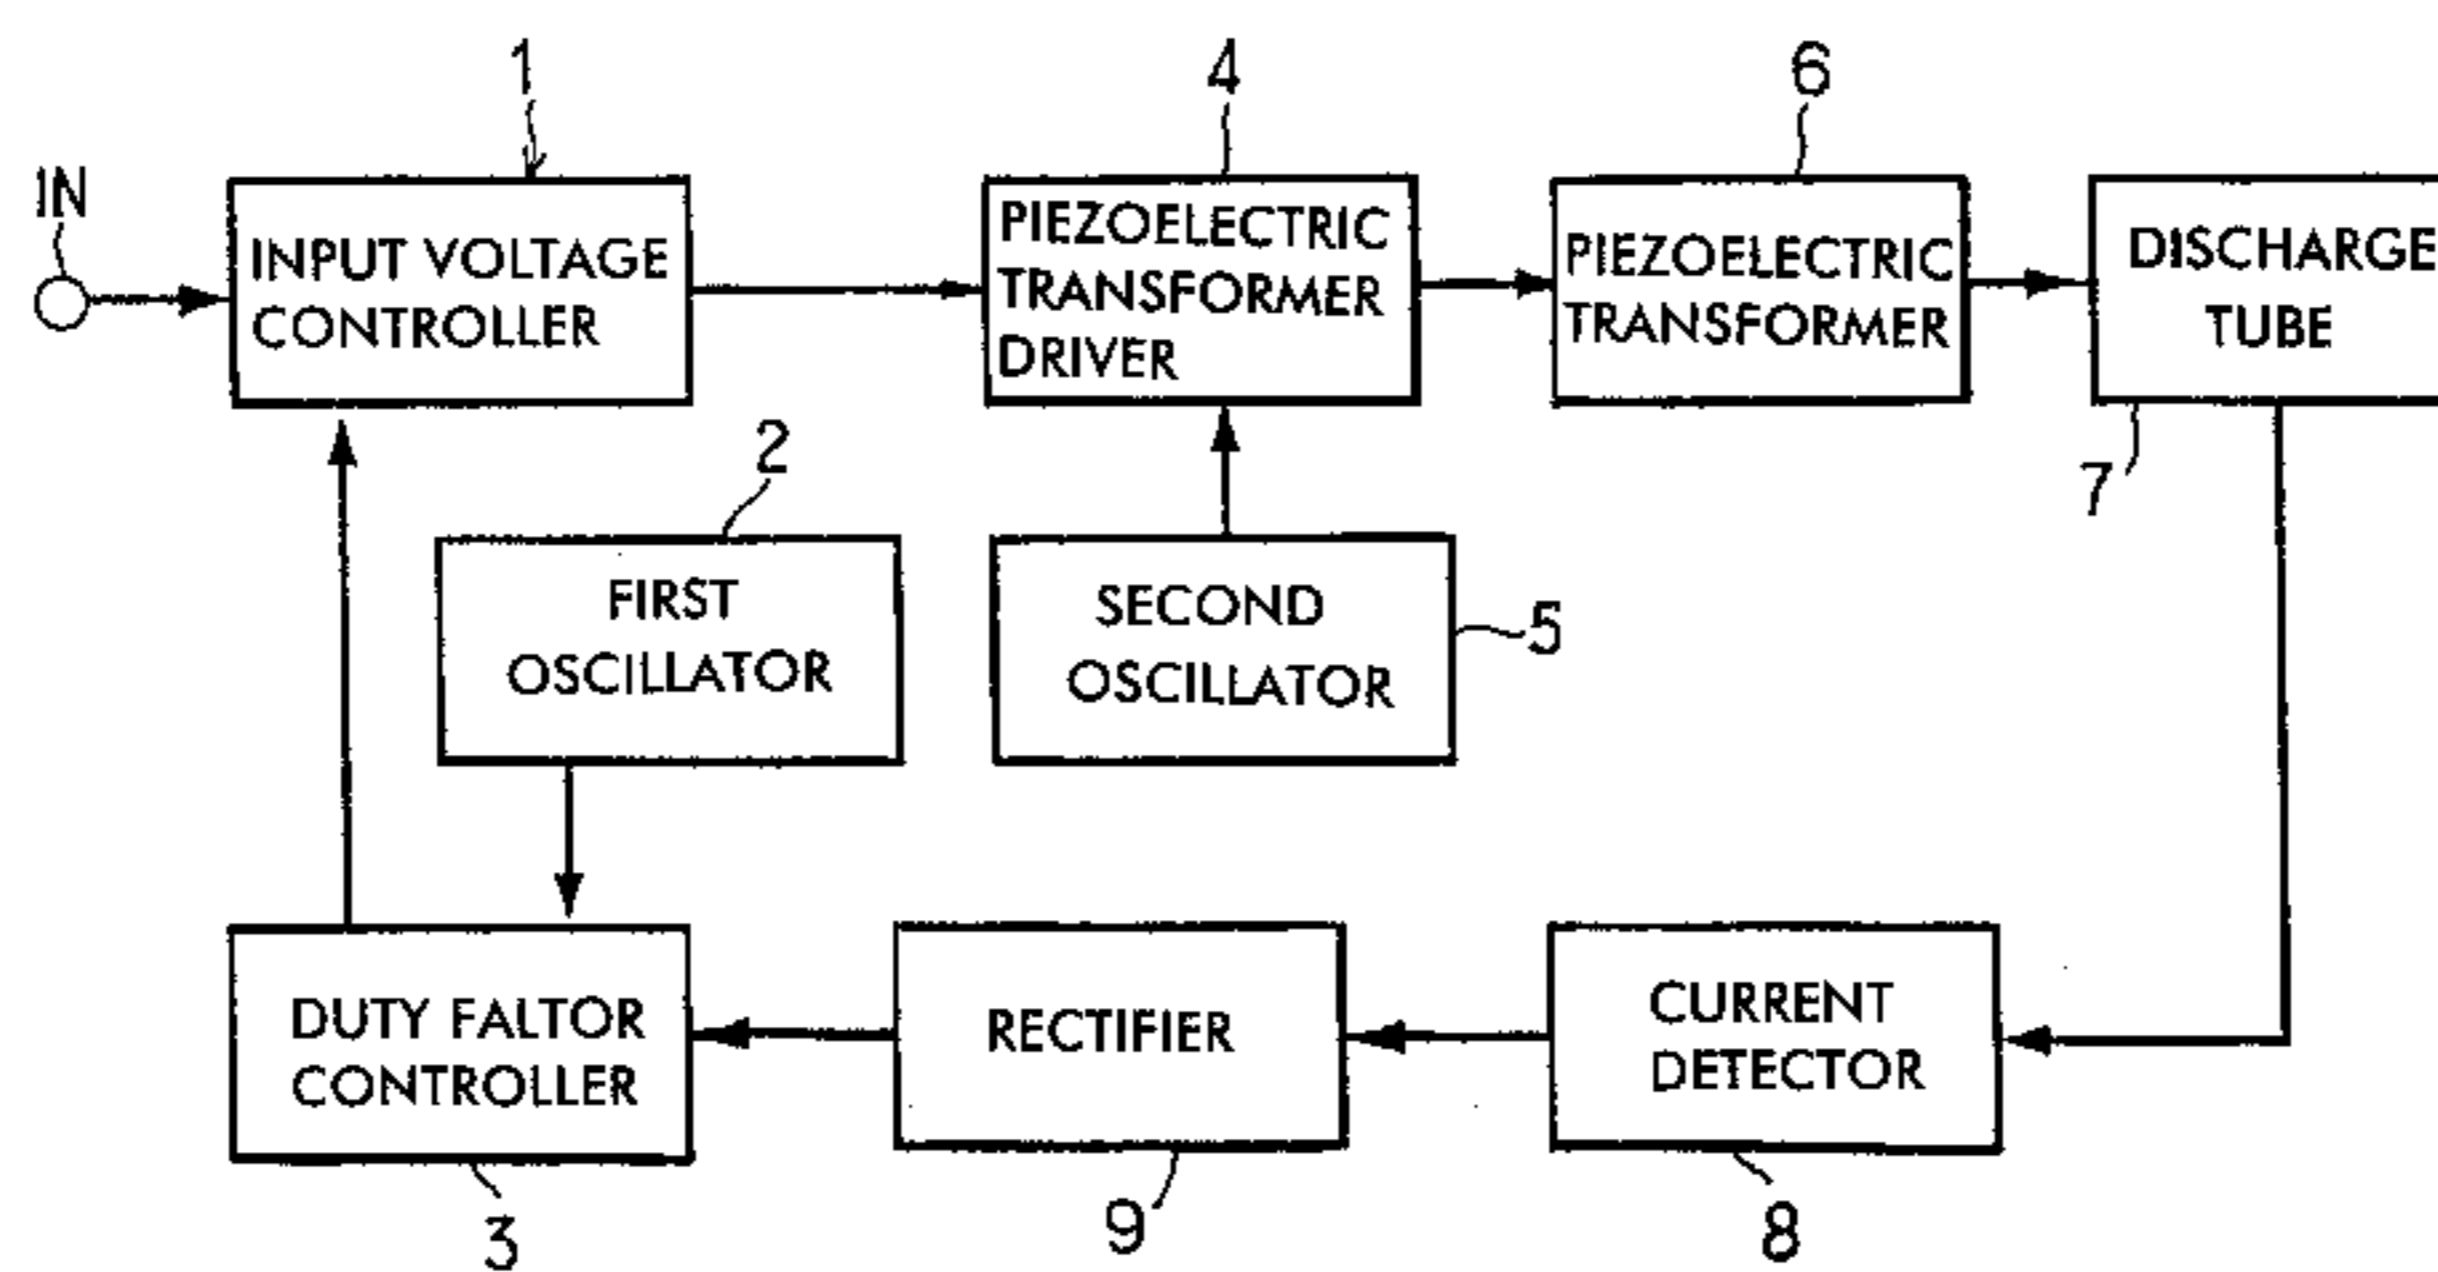 1
4
6
IN
INPUT VOLTAGE
CONTROLLER
PIEZOELECTRIC
TRANSFORMER
DRIVER
PIEZOELECTRIC
TRANSFORMER
DISCHARGE
TUBE
2
7
FIRST
OSCILLATOR
SECOND
OSCILLATOR
5
DUTY FALTOR
CONTROLLER
RECTIFIER
CURRENT
DETECTOR
3
9
8